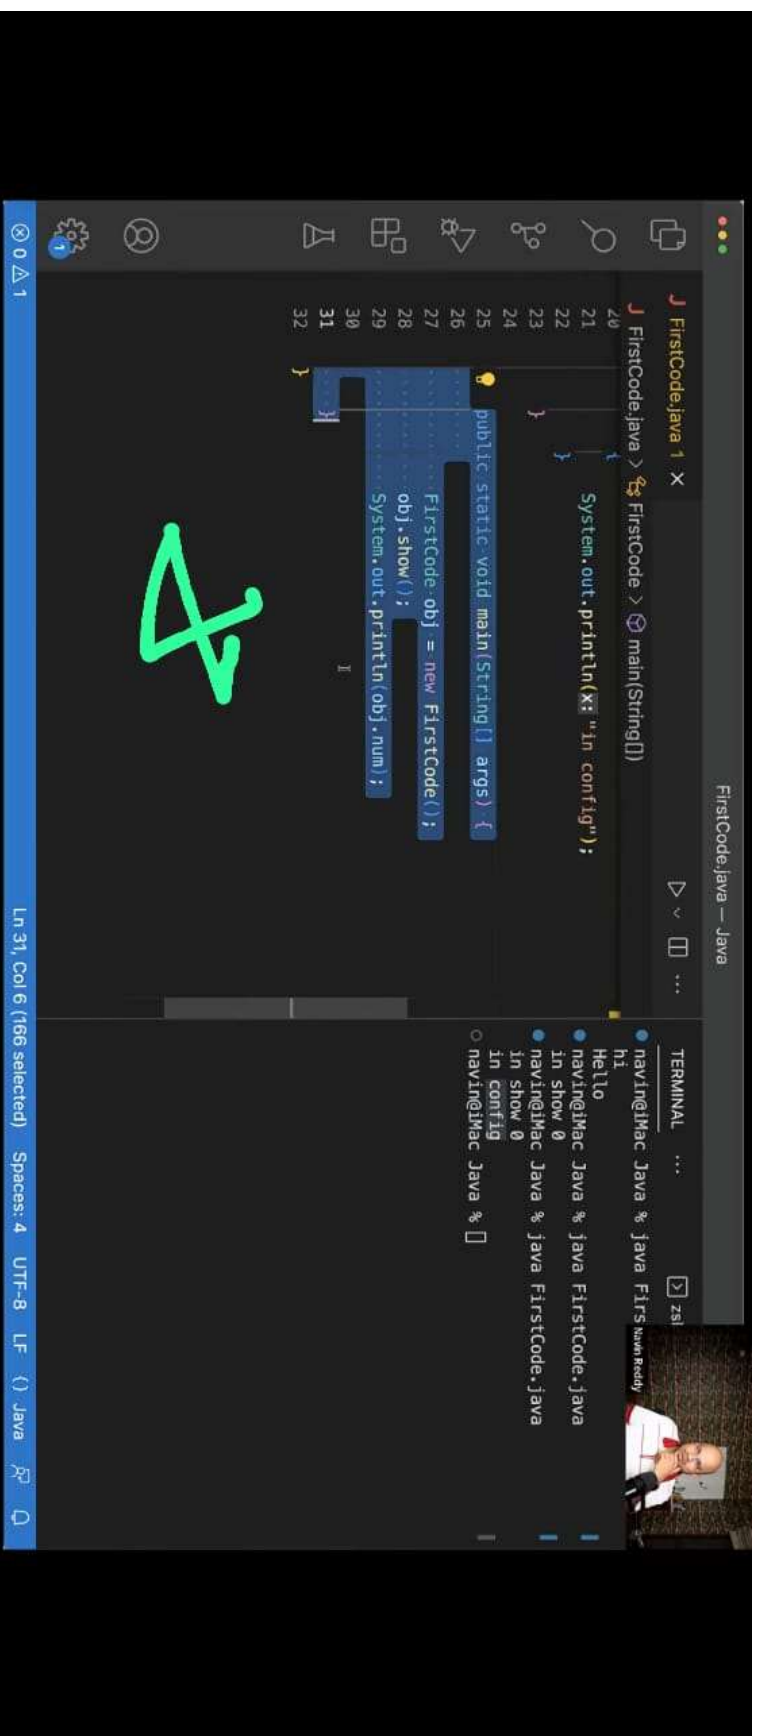 FirstCode.java — Java
FirstCode.java 1
FirstCode.java > FirstCode > main(String[])
20 {
21 System.out.println(x: "in config");
22 }
23 }
24
25 public static void main(String[] args) {
26
27 FirstCode obj = new FirstCode();
28 obj.show();
29 System.out.println(obj.num);
30
31 }
32 }
TERMINAL ...
navin@iMac Java % java Firs
hi
Hello
navin@iMac Java % java FirstCode.java
in show 0
navin@iMac Java % java FirstCode.java
in show 0
in config
navin@iMac Java %
Navin Reddy
4
1
0 1 Ln 31, Col 6 (166 selected) Spaces: 4 UTF-8 LF {} Java